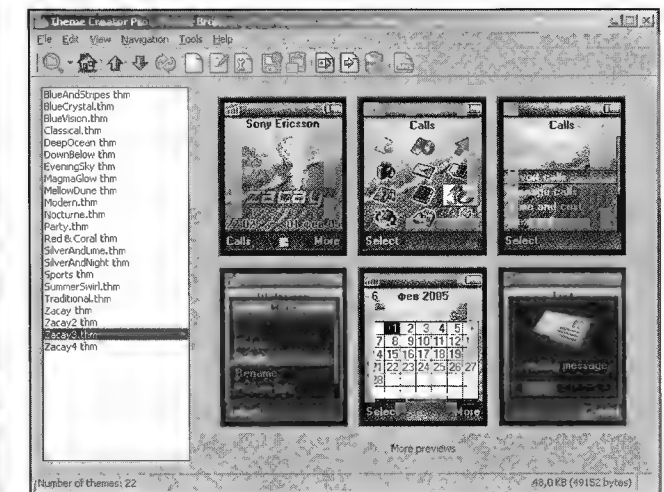 Theme Creator Pro
File Edit View Navigation Tools Help
BlueAndStripes thm
BlueCrystal.thm
BlueVision.thm
Classical.thm
DeepOcean thm
DownBelow thm
EveningSky thm
MagmaGlow thm
MellowDune thm
Modern.thm
Nocturne.thm
Party.thm
Red & Coral thm
SilverAndLime.thm
SilverAndNight thm
Sports thm
SummerSwirl.thm
Traditional.thm
Zacay thm
Zacay2 thm
Zacay3.thm
Zacay4 thm
Sony Ericsson
zacay
Calls More
Calls
Select
Calls
Select
Rename
6 фев 2005
1 2 3 4 5
7 8 9 10 11 12
14 15 16 17 18 19
21 22 23 24 25 26 27
28
Select More
message
More previews
Number of themes: 22
48,0 KB (49152 bytes)